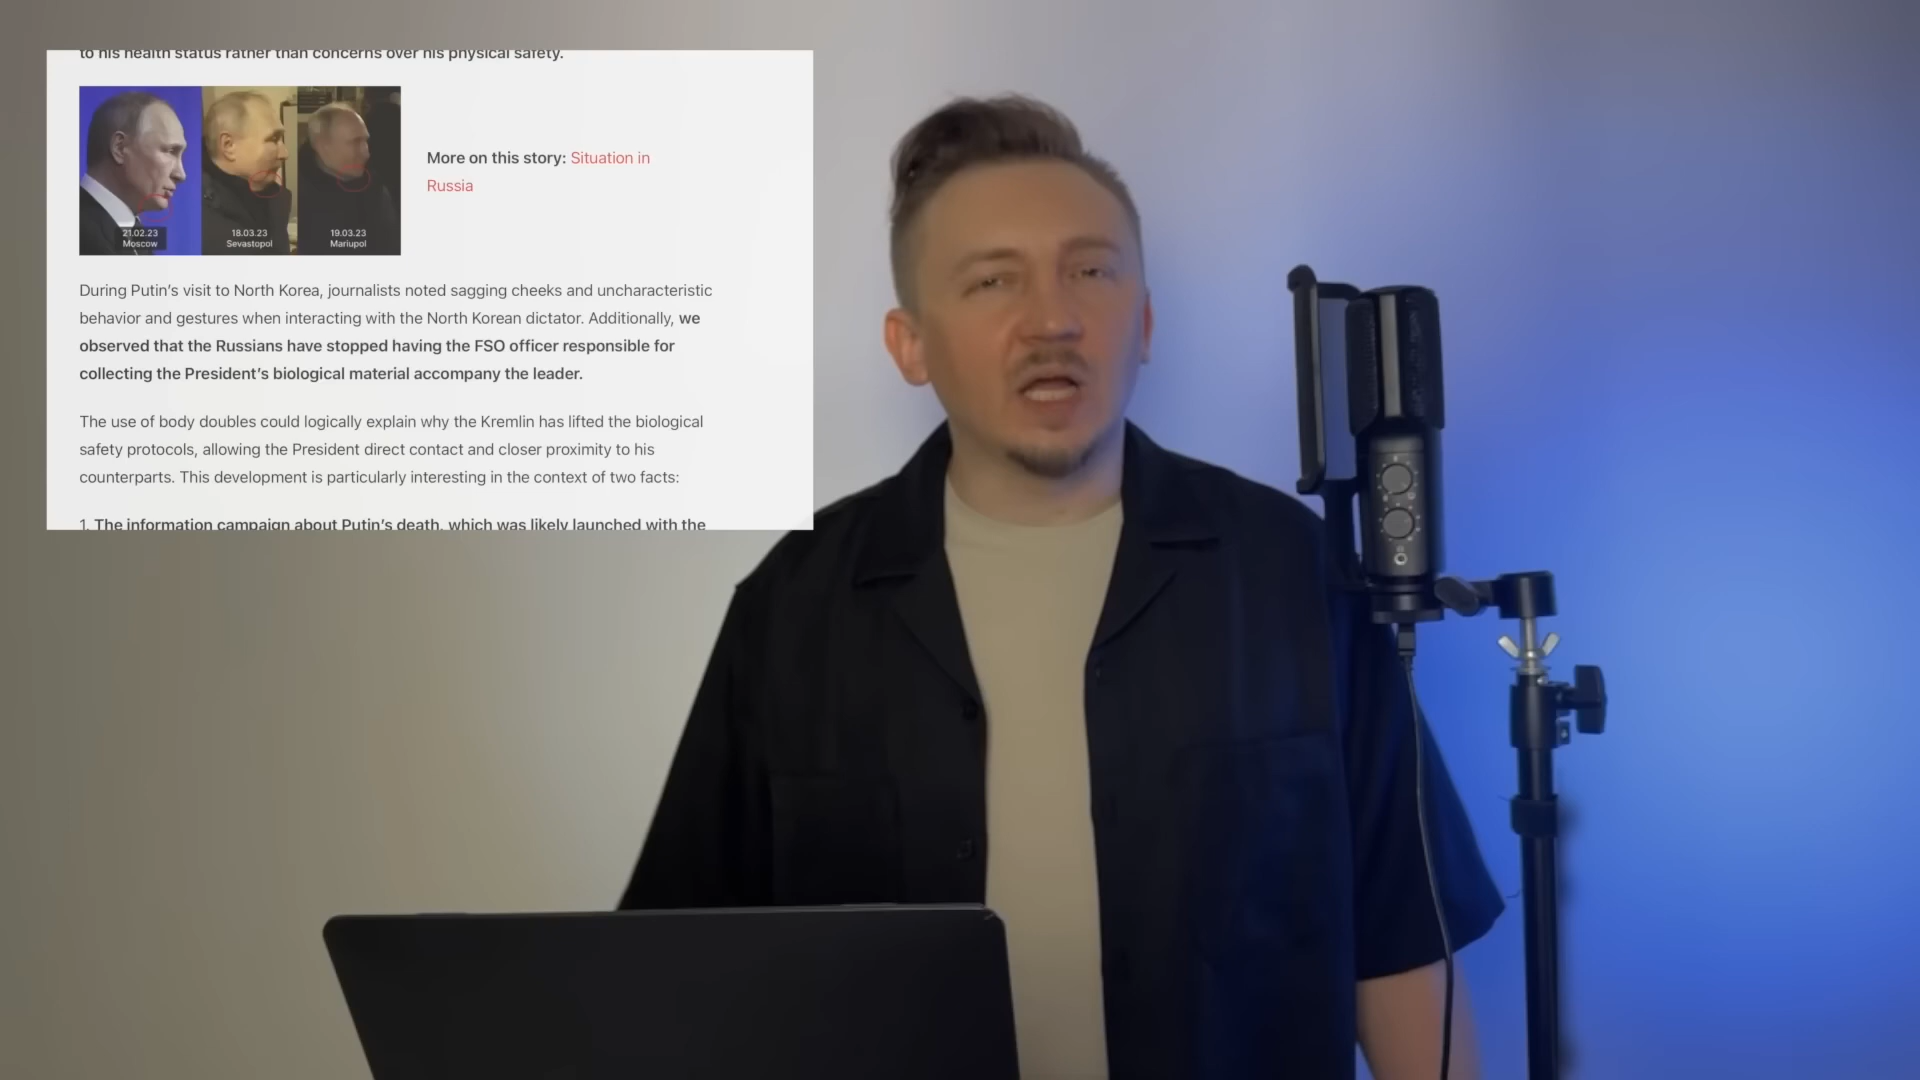 to his health status rather than concerns over his physical safety.
21.02.23
Moscow
18.03.23
Sevastopol
19.03.23
Mariupol
More on this story: Situation in
Russia
During Putin’s visit to North Korea, journalists noted sagging cheeks and uncharacteristic
behavior and gestures when interacting with the North Korean dictator. Additionally, we
observed that the Russians have stopped having the FSO officer responsible for
collecting the President’s biological material accompany the leader.
The use of body doubles could logically explain why the Kremlin has lifted the biological
safety protocols, allowing the President direct contact and closer proximity to his
counterparts. This development is particularly interesting in the context of two facts:
1. The information campaign about Putin’s death, which was likely launched with the